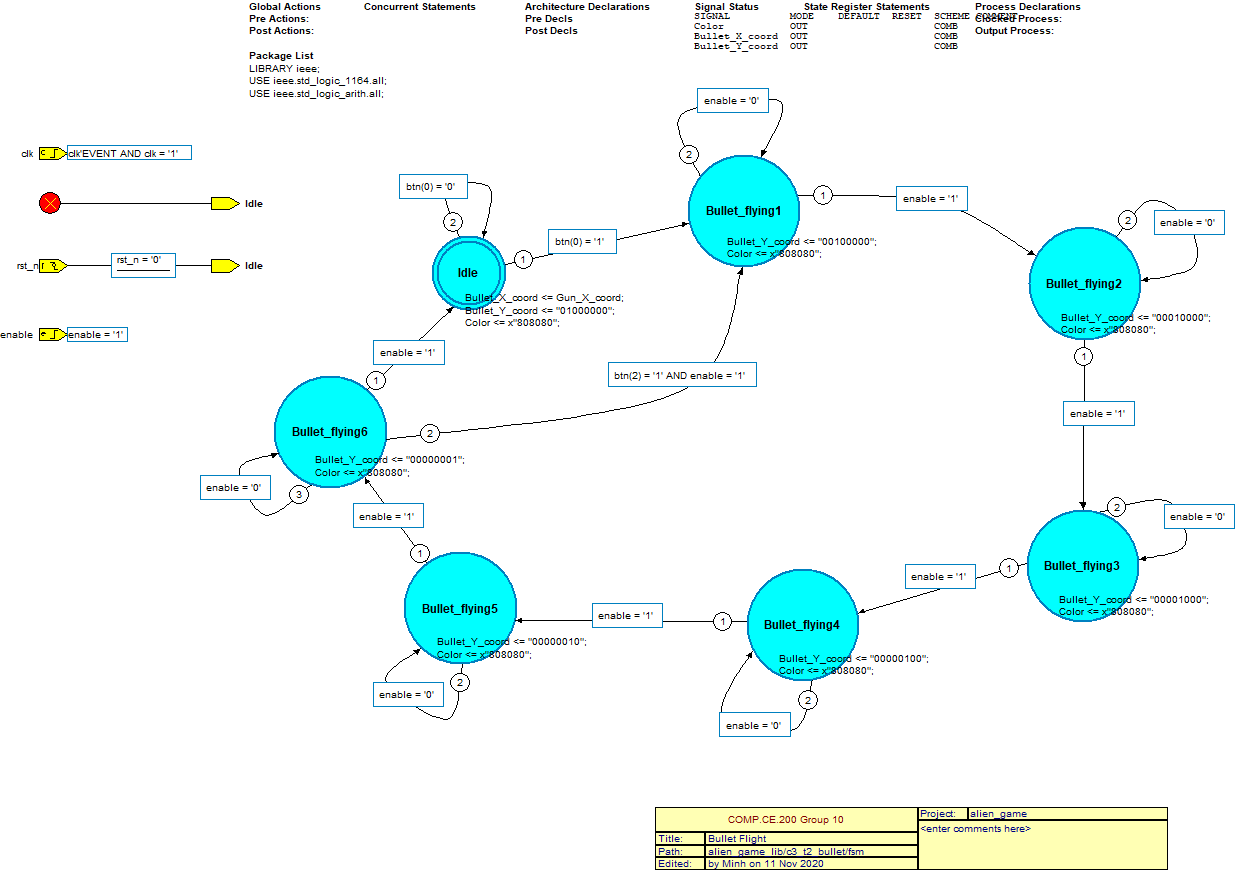 Global Actions
Pre Actions:
Post Actions:
Concurrent Statements
Architecture Declarations
Pre Decls
Post Decls
Signal Status
SIGNAL MODE DEFAULT RESET SCHEME COMMENT
Color OUT COMB
Bullet_X_coord OUT COMB
Bullet_Y_coord OUT COMB
State Register Statements
Process Declarations
Clocked Process:
Output Process:
Package List
LIBRARY ieee;
USE ieee.std_logic_1164.all;
USE ieee.std_logic_arith.all;
clk
clk'EVENT AND clk = '1'
Idle
rst_n
rst_n = '0'
Idle
enable
enable = '1'
btn(0) = '0'
2
Idle
Bullet_X_coord <= Gun_X_coord;
Bullet_Y_coord <= "01000000";
Color <= x"808080";
1
btn(0) = '1'
enable = '0'
2
Bullet_flying1
Bullet_Y_coord <= "00100000";
Color <= x"808080";
1
enable = '1'
2
enable = '0'
Bullet_flying2
Bullet_Y_coord <= "00010000";
Color <= x"808080";
1
enable = '1'
2
enable = '0'
Bullet_flying3
Bullet_Y_coord <= "00001000";
Color <= x"808080";
1
enable = '1'
Bullet_flying4
Bullet_Y_coord <= "00000100";
Color <= x"808080";
2
enable = '0'
1
enable = '1'
Bullet_flying5
Bullet_Y_coord <= "00000010";
Color <= x"808080";
2
enable = '0'
1
enable = '1'
Bullet_flying6
Bullet_Y_coord <= "00000001";
Color <= x"808080";
3
enable = '0'
1
enable = '1'
2
btn(2) = '1' AND enable = '1'
COMP.CE.200 Group 10
Title: Bullet Flight
Path: alien_game_lib/c3_t2_bullet/fsm
Edited: by Minh on 11 Nov 2020
Project: alien_game
<enter comments here>